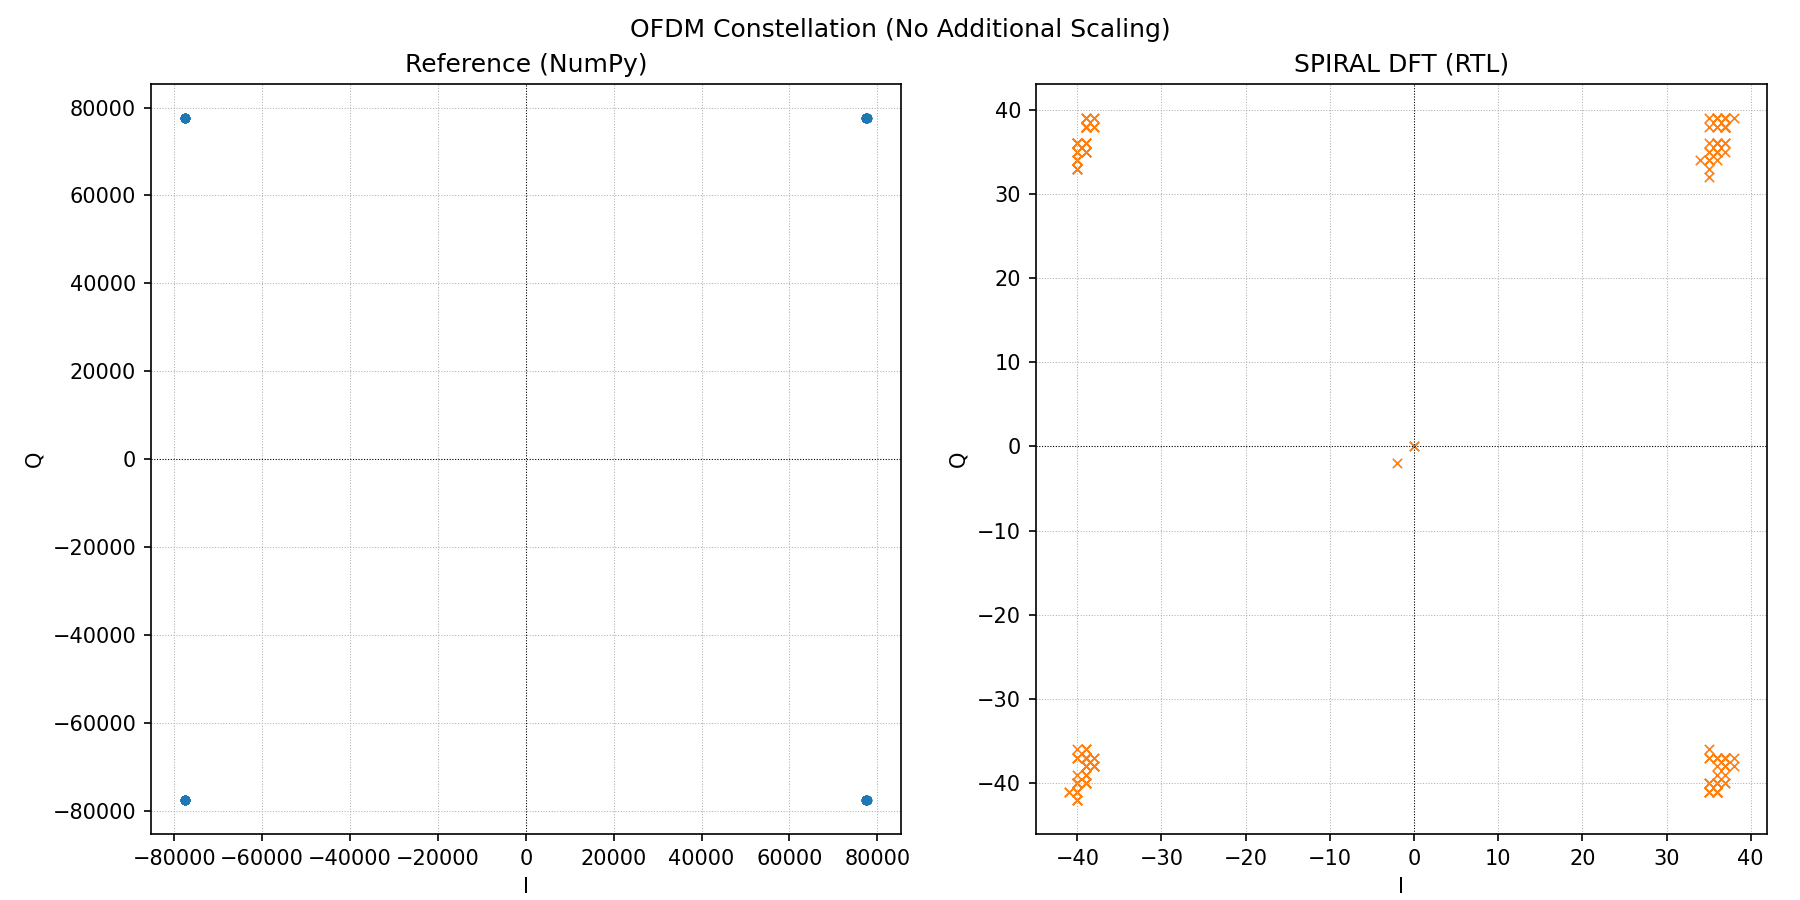 OFDM Constellation (No Additional Scaling)
Reference (NumPy)
80000
60000
40000
20000
0
−20000
−40000
−60000
−80000
Q
−80000 −60000 −40000 −20000 0 20000 40000 60000 80000
I
SPIRAL DFT (RTL)
40
30
20
10
0
−10
−20
−30
−40
Q
−40 −30 −20 −10 0 10 20 30 40
I